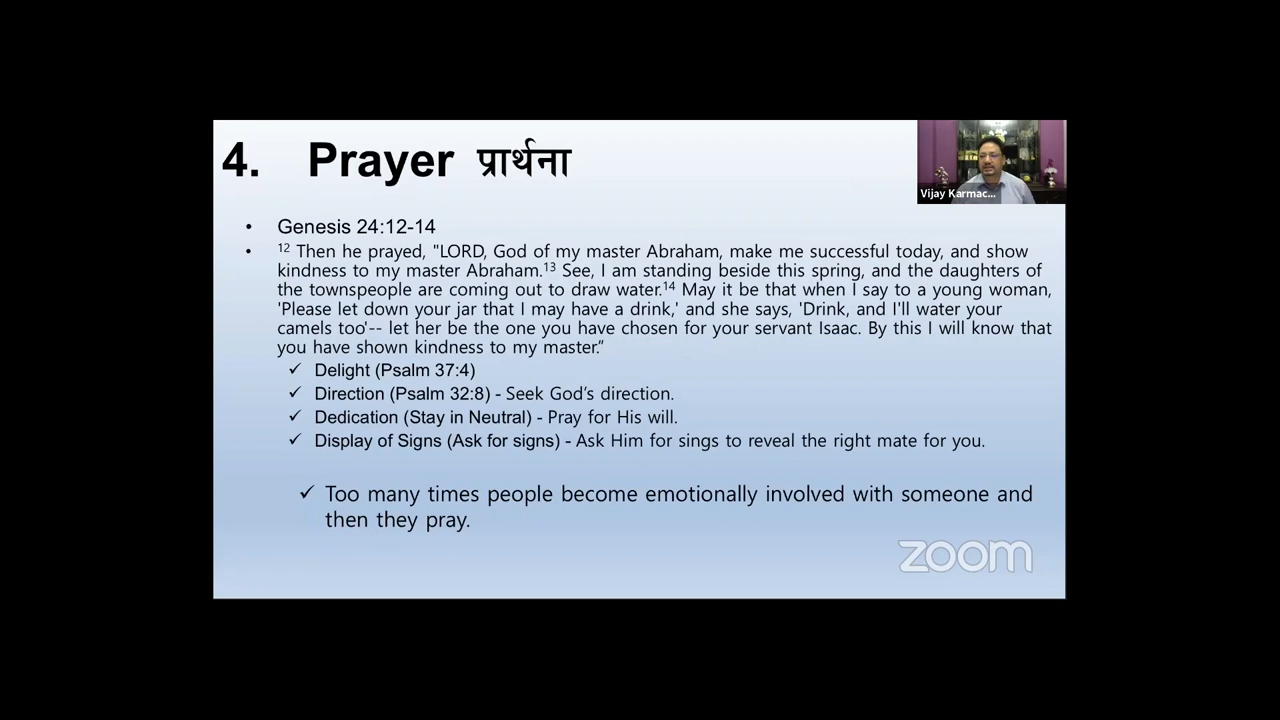 4. Prayer प्रार्थना
Vijay Karmac...
• Genesis 24:12-14
• 12 Then he prayed, "LORD, God of my master Abraham, make me successful today, and show
kindness to my master Abraham.13 See, I am standing beside this spring, and the daughters of
the townspeople are coming out to draw water.14 May it be that when I say to a young woman,
'Please let down your jar that I may have a drink,' and she says, 'Drink, and I'll water your
camels too'-- let her be the one you have chosen for your servant Isaac. By this I will know that
you have shown kindness to my master.”
✓ Delight (Psalm 37:4)
✓ Direction (Psalm 32:8) - Seek God’s direction.
✓ Dedication (Stay in Neutral) - Pray for His will.
✓ Display of Signs (Ask for signs) - Ask Him for sings to reveal the right mate for you.
✓ Too many times people become emotionally involved with someone and
then they pray.
zoom